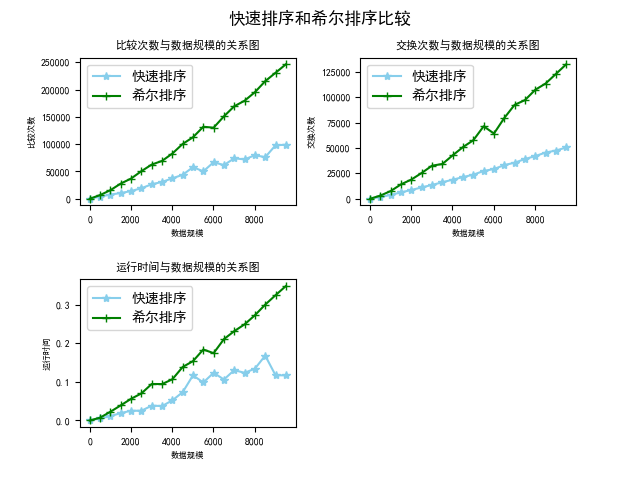 快速排序和希尔排序比较
比较次数与数据规模的关系图
250000
200000
150000
100000
50000
0
比较次数
快速排序
希尔排序
0 2000 4000 6000 8000
数据规模
交换次数与数据规模的关系图
125000
100000
75000
50000
25000
0
交换次数
快速排序
希尔排序
0 2000 4000 6000 8000
数据规模
运行时间与数据规模的关系图
0.3
0.2
0.1
0.0
运行时间
快速排序
希尔排序
0 2000 4000 6000 8000
数据规模